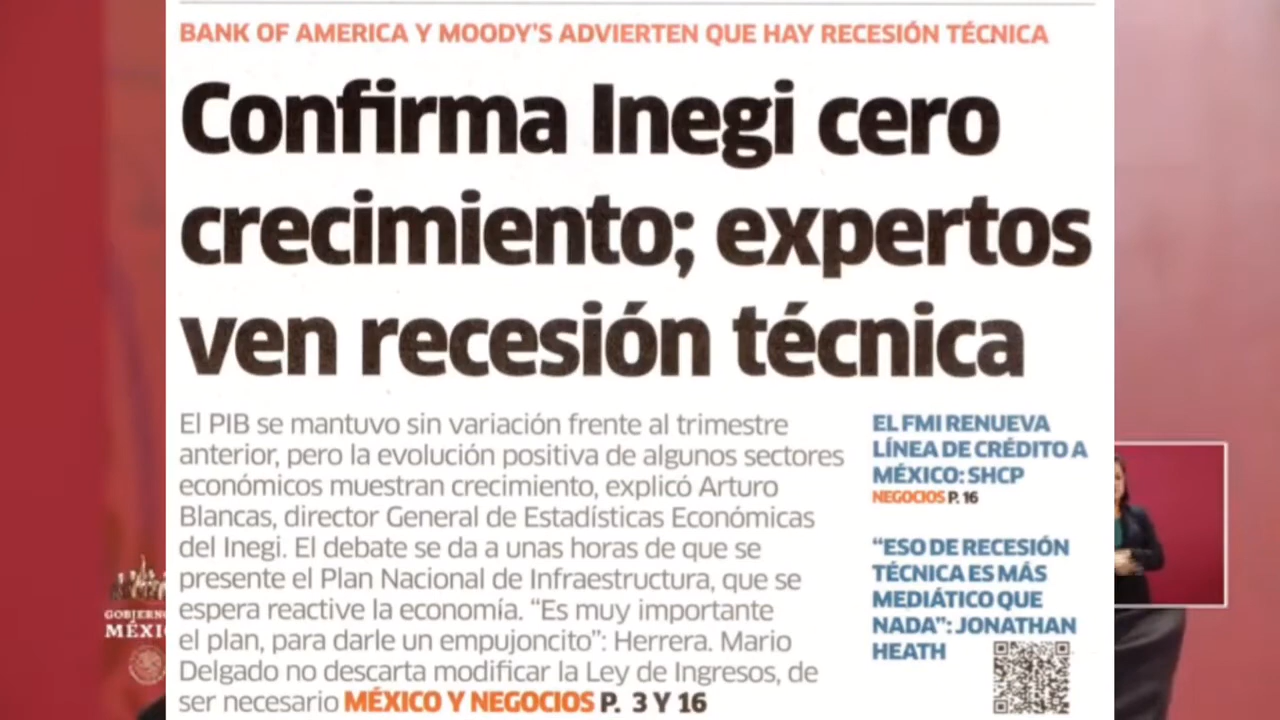 BANK OF AMERICA Y MOODY'S ADVIERTEN QUE HAY RECESIÓN TÉCNICA
Confirma Inegi cero
crecimiento; expertos
ven recesión técnica
El PIB se mantuvo sin variación frente al trimestre
anterior, pero la evolución positiva de algunos sectores
económicos muestran crecimiento, explicó Arturo
Blancas, director General de Estadísticas Económicas
del Inegi. El debate se da a unas horas de que se
presente el Plan Nacional de Infraestructura, que se
espera reactive la economía. “Es muy importante
el plan, para darle un empujoncito”: Herrera. Mario
Delgado no descarta modificar la Ley de Ingresos, de
ser necesario MÉXICO Y NEGOCIOS P. 3 Y 16
EL FMI RENUEVA
LÍNEA DE CRÉDITO A
MÉXICO: SHCP
NEGOCIOS P. 16
“ESO DE RECESIÓN
TÉCNICA ES MÁS
MEDIÁTICO QUE
NADA”: JONATHAN
HEATH